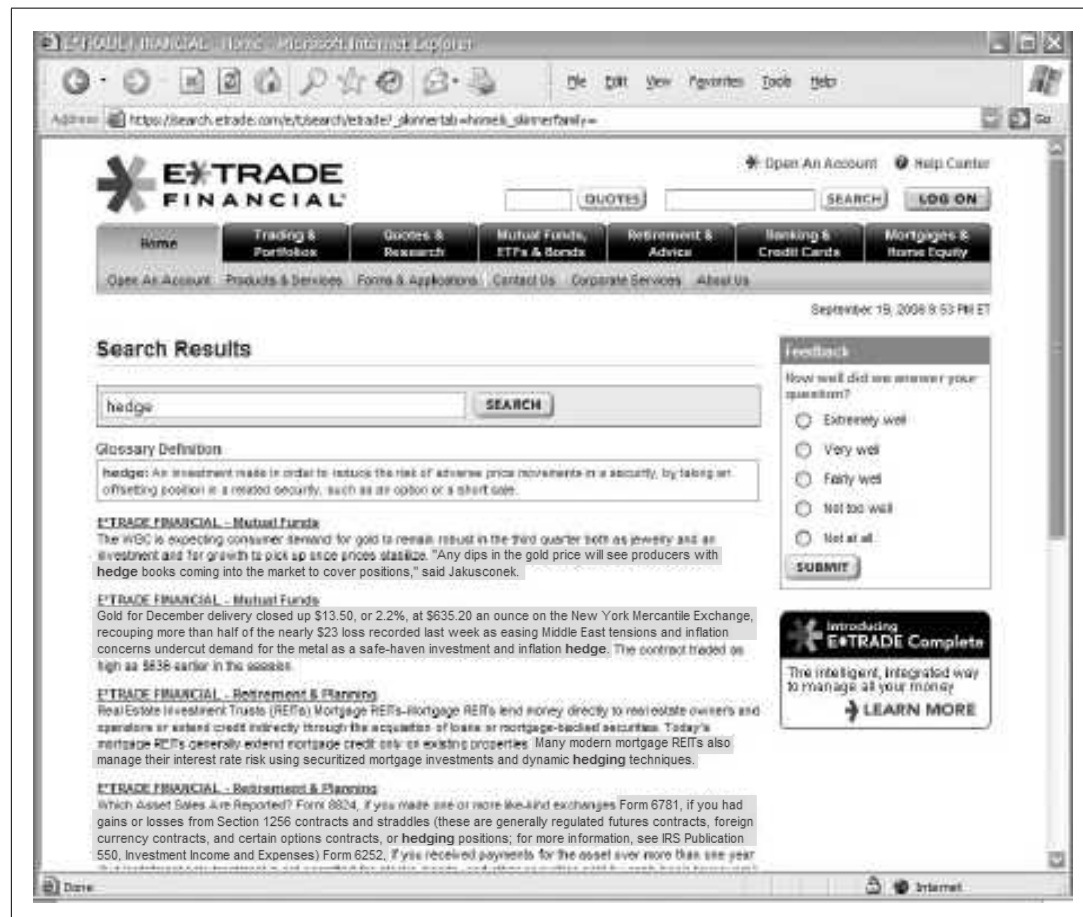 E*TRADE FINANCIAL - Home - Microsoft Internet Explorer
File Edit View Favorites Tools Help
Address https://search.etrade.com/e/t/search/etrade?_skinnertab=home&_skinnerfamily= Go
E*TRADE
FINANCIAL
Open An Account Help Center
QUOTES SEARCH LOG ON
Home Trading & Portfolios Quotes & Research Mutual Funds, ETFs & Bonds Retirement & Advice Banking & Credit Cards Mortgages & Home Equity
Open An Account Products & Services Forms & Applications Contact Us Corporate Services About Us
September 19, 2006 9:53 PM ET
Search Results
hedge SEARCH
Glossary Definition
hedge: An investment made in order to reduce the risk of adverse price movements in a security, by taking an
offsetting position in a related security, such as an option or a short sale.
E*TRADE FINANCIAL - Mutual Funds
The WGC is expecting consumer demand for gold to remain robust in the third quarter both as jewelry and an
investment and for growth to pick up once prices stabilize. "Any dips in the gold price will see producers with
hedge books coming into the market to cover positions," said Jakusconek.
E*TRADE FINANCIAL - Mutual Funds
Gold for December delivery closed up $13.50, or 2.2%, at $635.20 an ounce on the New York Mercantile Exchange,
recouping more than half of the nearly $23 loss recorded last week as easing Middle East tensions and inflation
concerns undercut demand for the metal as a safe-haven investment and inflation hedge. The contract traded as
high as $636 earlier in the session.
E*TRADE FINANCIAL - Retirement & Planning
Real Estate Investment Trusts (REITs) Mortgage REITs-Mortgage REITs lend money directly to real estate owners and
operators or extend credit indirectly through the acquisition of loans or mortgage-backed securities. Today's
mortgage REITs generally extend mortgage credit only on existing properties. Many modern mortgage REITs also
manage their interest rate risk using securitized mortgage investments and dynamic hedging techniques.
E*TRADE FINANCIAL - Retirement & Planning
Which Asset Sales Are Reported? Form 8824, if you made one or more like-kind exchanges Form 6781, if you had
gains or losses from Section 1256 contracts and straddles (these are generally regulated futures contracts, foreign
currency contracts, and certain options contracts, or hedging positions; for more information, see IRS Publication
550, Investment Income and Expenses) Form 6252, if you received payments for the asset over more than one year
Feedback
How well did we answer your
question?
Extremely well
Very well
Fairly well
Not too well
Not at all
SUBMIT
Introducing
E*TRADE Complete
The intelligent, integrated way
to manage all your money
LEARN MORE
Done Internet